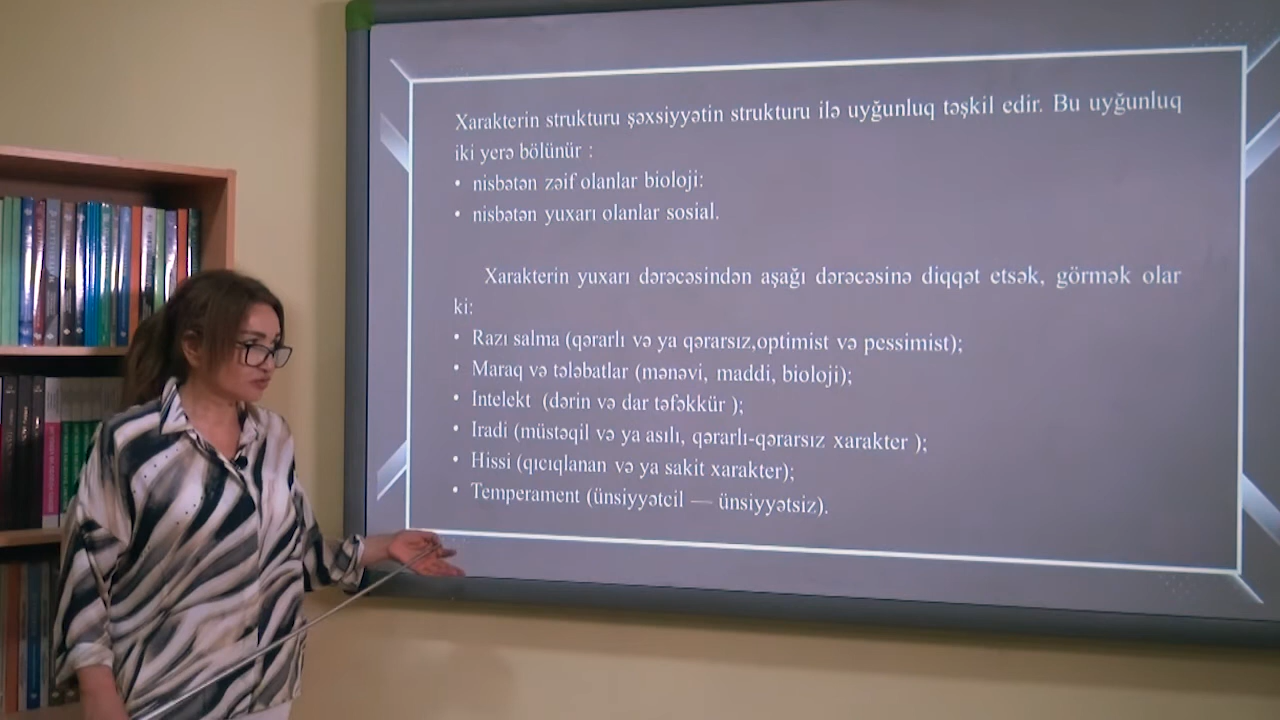 Xarakterin strukturu şəxsiyyətin strukturu ilə uyğunluq təşkil edir. Bu uyğunluq
iki yerə bölünür :
• nisbətən zəif olanlar bioloji:
• nisbətən yuxarı olanlar sosial.
Xarakterin yuxarı dərəcəsindən aşağı dərəcəsinə diqqət etsək, görmək olar
ki:
• Razı salma (qərarlı və ya qərarsız,optimist və pessimist);
• Maraq və tələbatlar (mənəvi, maddi, bioloji);
• Intelekt (dərin və dar təfəkkür );
• Iradi (müstəqil və ya asılı, qərarlı-qərarsız xarakter );
• Hissi (qıcıqlanan və ya sakit xarakter);
• Temperament (ünsiyyətcil — ünsiyyətsiz).